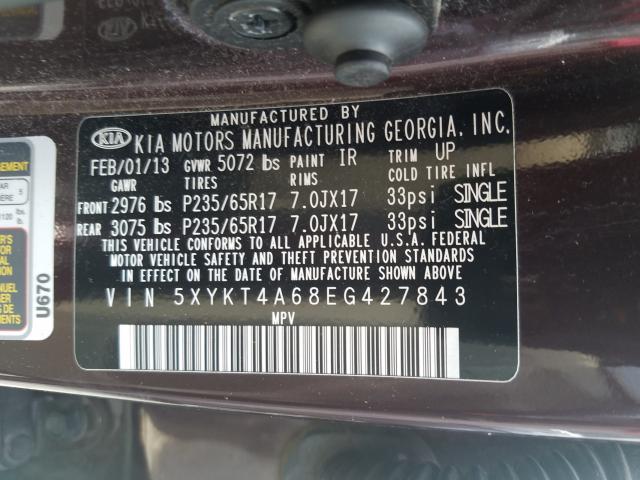 MANUFACTURED BY
KIA KIA MOTORS MANUFACTURING GEORGIA, INC.
FEB/01/13 GVWR 5072 lbs PAINT IR TRIM UP
GAWR TIRES RIMS COLD TIRE INFL
FRONT 2976 lbs P235/65R17 7.0JX17 33psi SINGLE
REAR 3075 lbs P235/65R17 7.0JX17 33psi SINGLE
THIS VEHICLE CONFORMS TO ALL APPLICABLE U.S.A. FEDERAL
MOTOR VEHICLE SAFETY AND THEFT PREVENTION STANDARDS
IN EFFECT ON THE DATE OF MANUFACTURE SHOWN ABOVE.
VIN 5XYKT4A68EG427843
MPV
U670